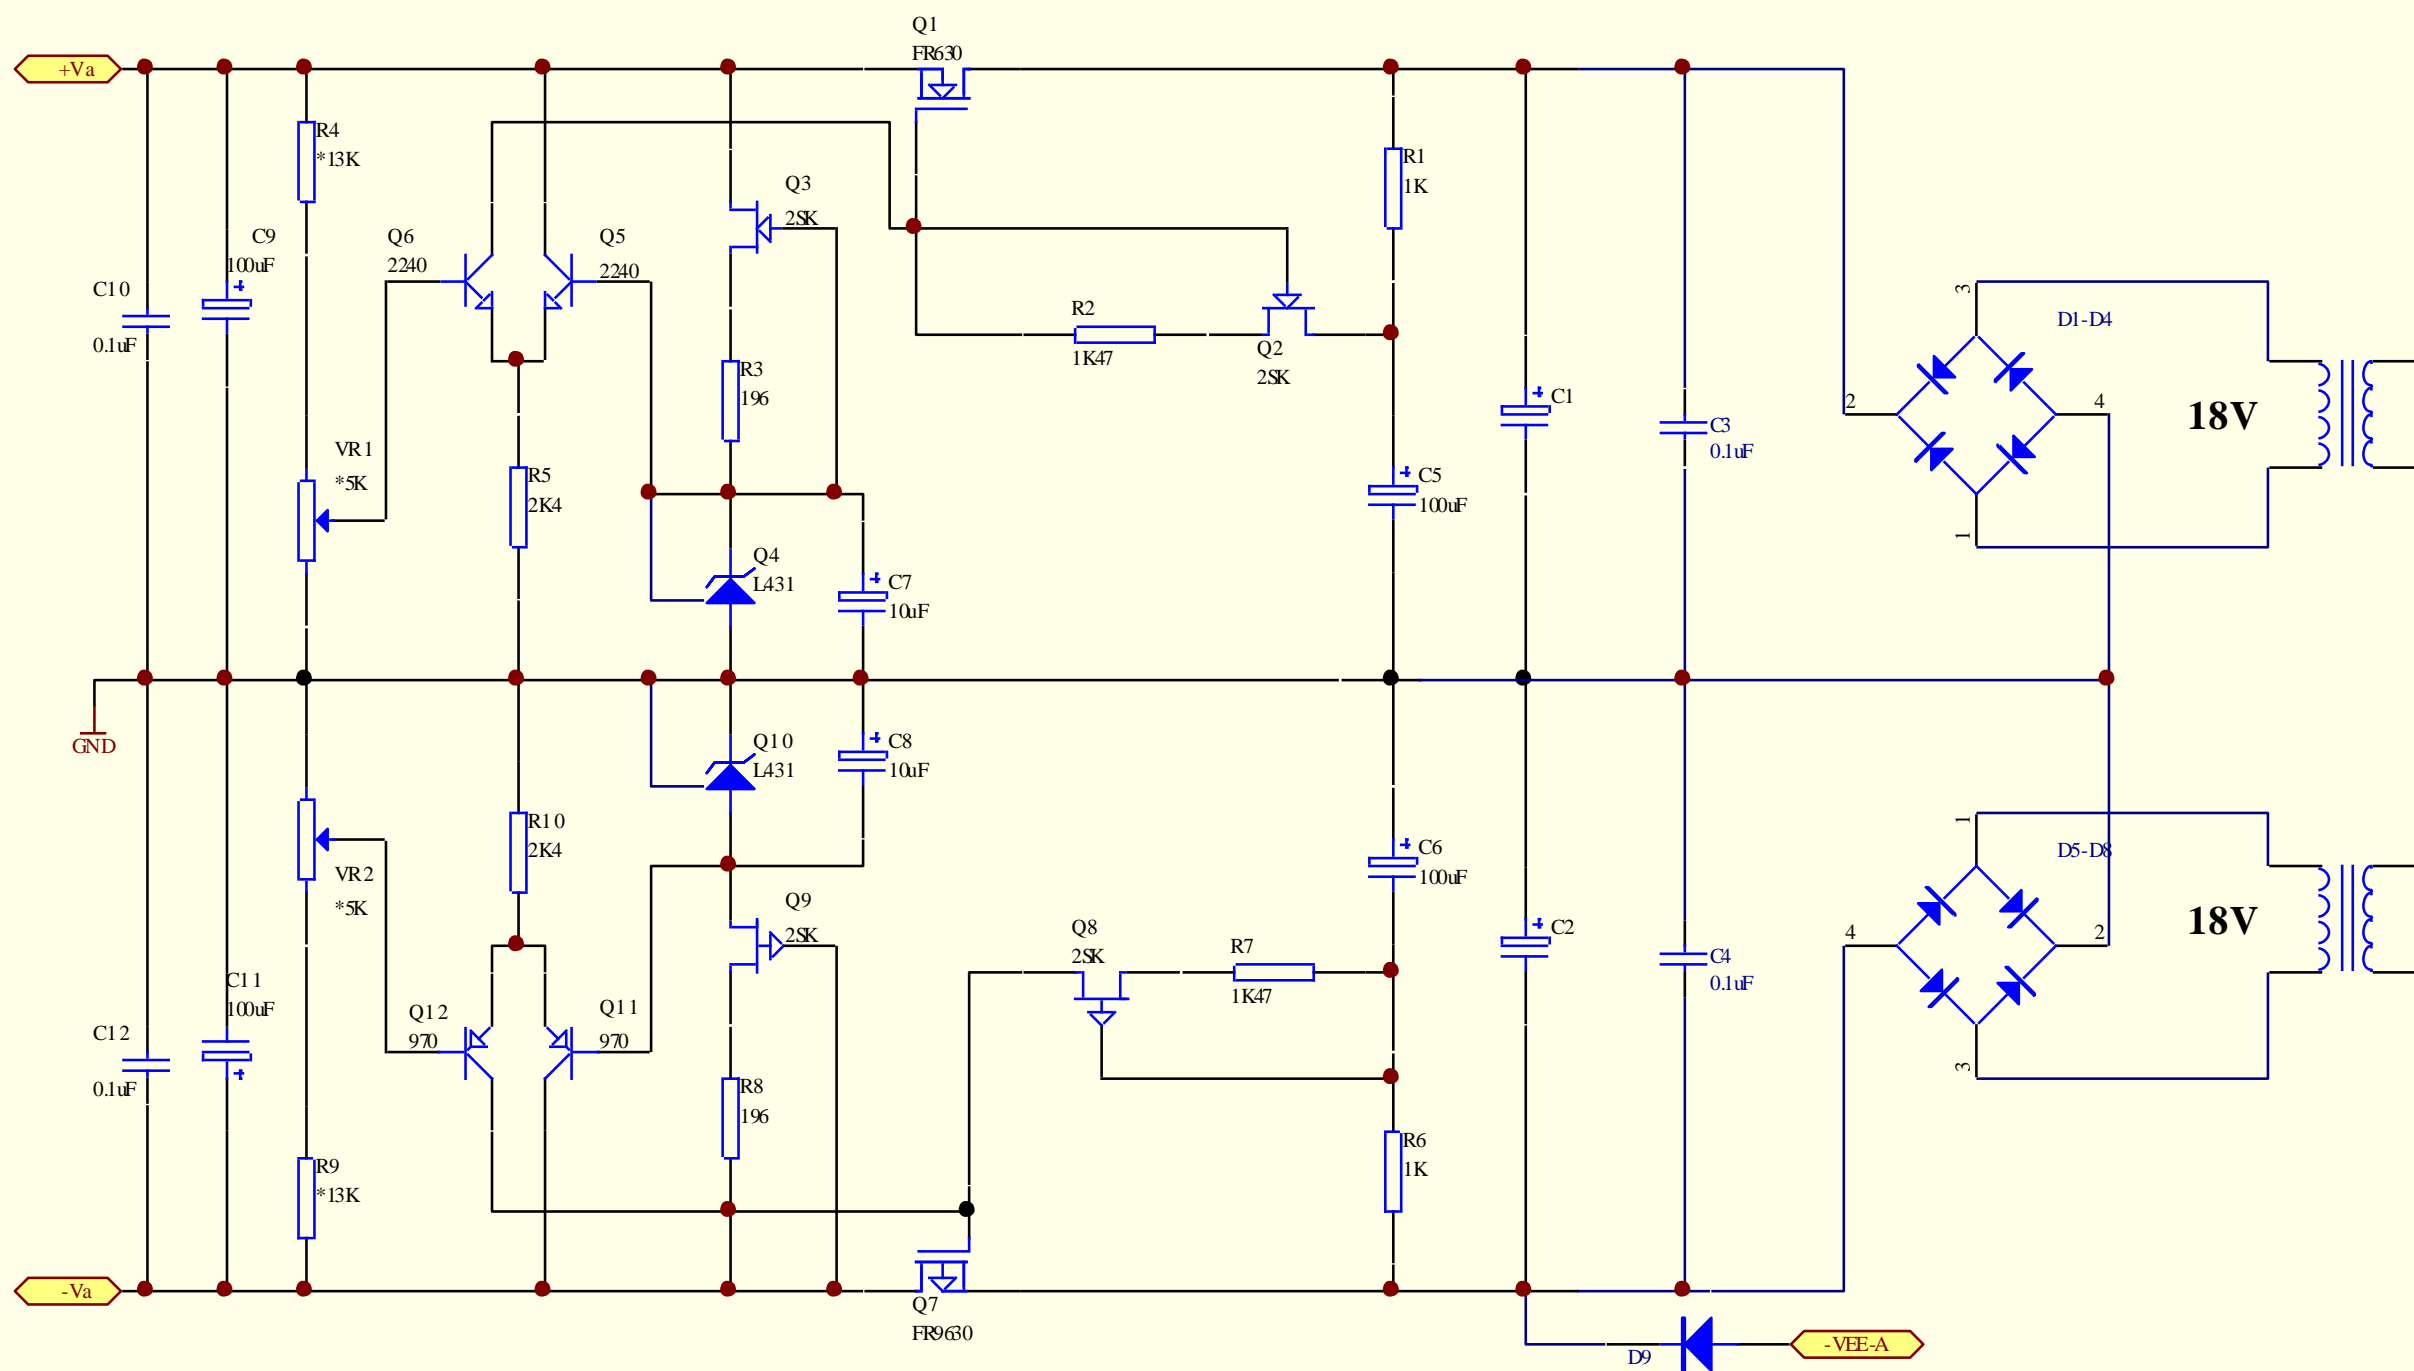 Q1
FR630
+Va
R4
*13K
R1
1K
Q3
2SK
C9
100uF
Q6
2240
Q5
2240
C10
0.1uF
3
D1-D4
R2
1K47
Q2
2SK
R3
196
C1
2
4
18V
C3
0.1uF
VR1
*5K
R5
2K4
C5
100uF
1
Q4
L431
C7
10uF
GND
Q10
L431
C8
10uF
R10
2K4
1
D5-D8
C6
100uF
VR2
*5K
Q9
2SK
Q8
2SK
R7
1K47
C2
4
2
18V
C4
0.1uF
C11
100uF
C12
0.1uF
Q12
970
Q11
970
3
R8
196
R6
1K
R9
*13K
-Va
Q7
FR9630
D9
-VEE-A